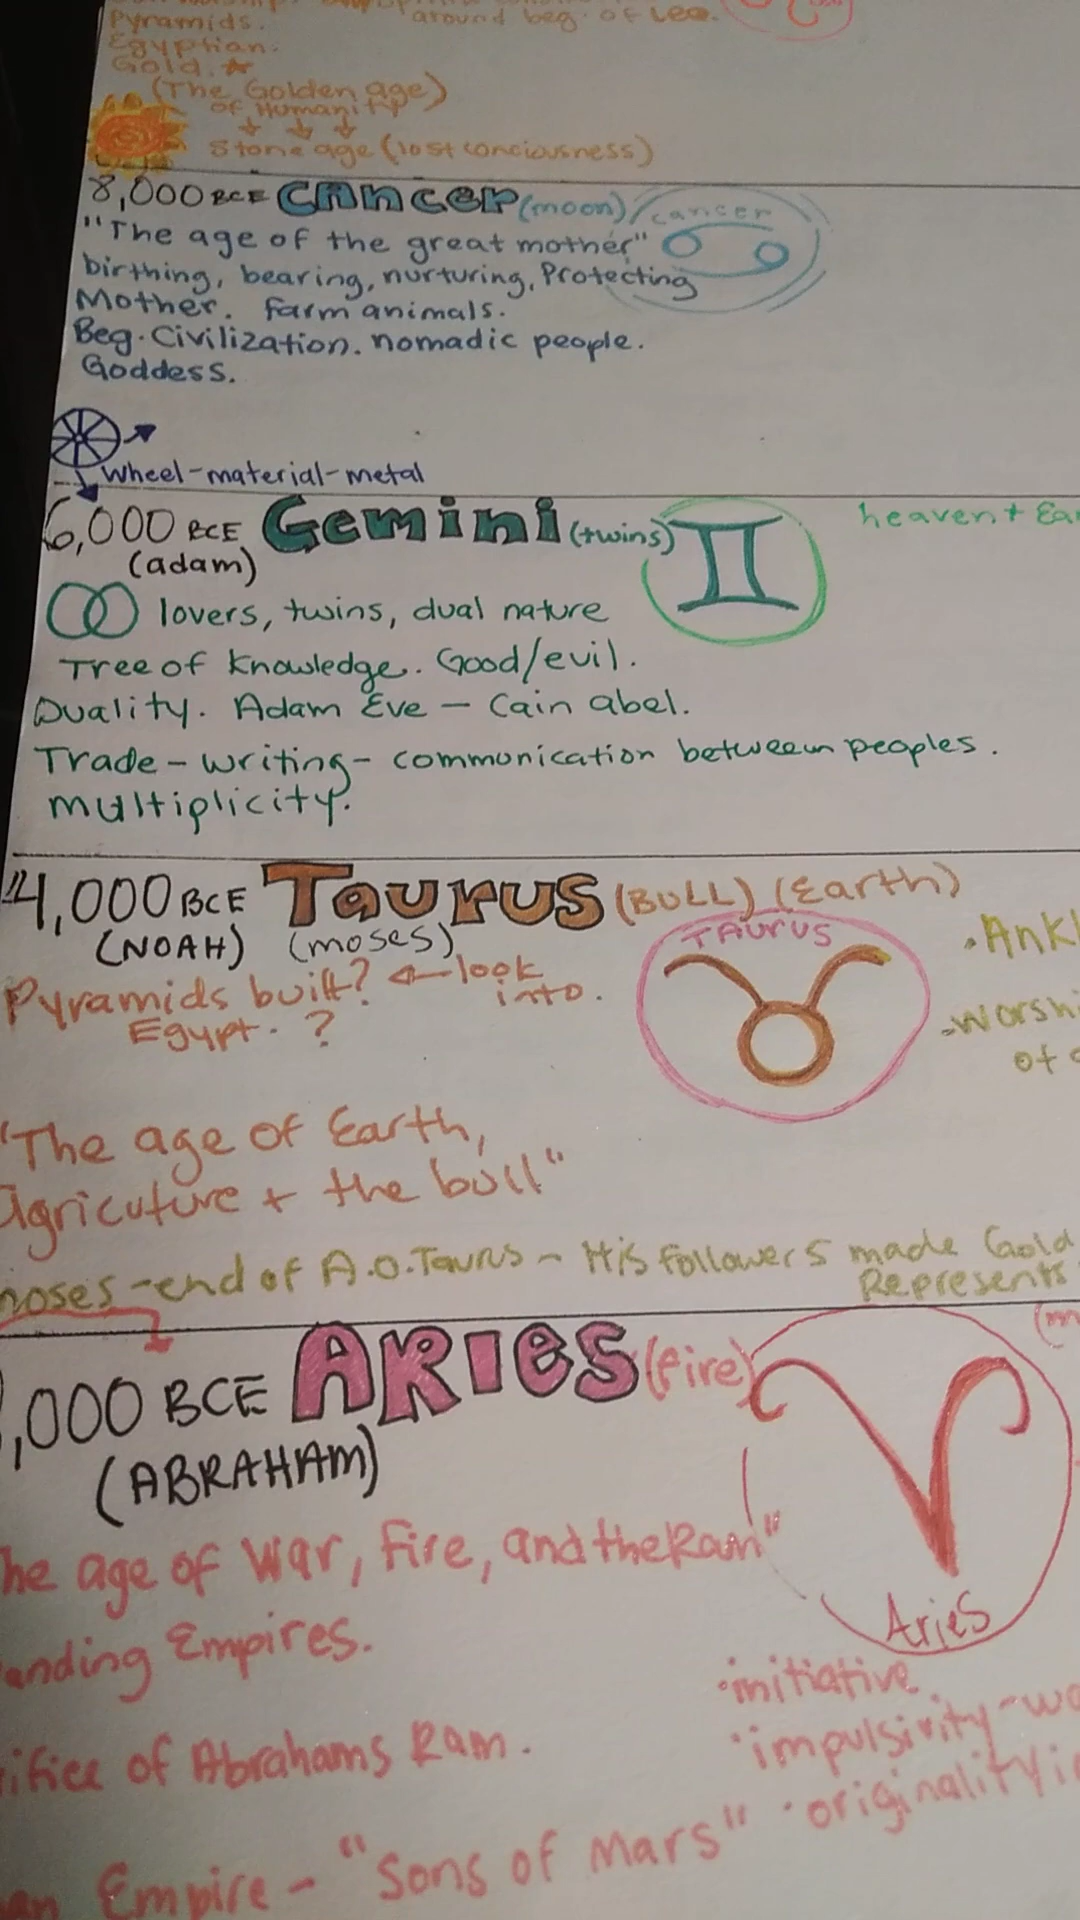 around beg. of Leo.
Pyramids.
Egyptian.
Gold.
(The Golden age)
of Humanity
Stone age (lost conciousness)
8,000 BCE Cancer (moon)
cancer
"The age of the great mother"
birthing, bearing, nurturing, Protecting
Mother. farm animals.
Beg. Civilization. nomadic people.
Goddess.
wheel-material-metal
6,000 BCE Gemini (twins)
heaven +
(adam)
lovers, twins, dual nature
Tree of knowledge. Good/evil.
Duality. Adam Eve - Cain abel.
Trade - writing - communication between peoples.
multiplicity.
4,000 BCE Taurus (BULL) (Earth)
(NOAH) (moses)
TAURUS
Pyramids built? ← look
into.
Egypt. ?
of
"The age of Earth,
agricuture + the bull"
moses - end of A.O.Taurus - His followers made Gold
Represents
,000 BCE ARIES (fire)
(ABRAHAM)
he age of War, Fire, and the Ram"
anding Empires.
Aries
·initiative
ifice of Abrahams Ram.
·impulsivity -
·originality
an Empire - "Sons of Mars"